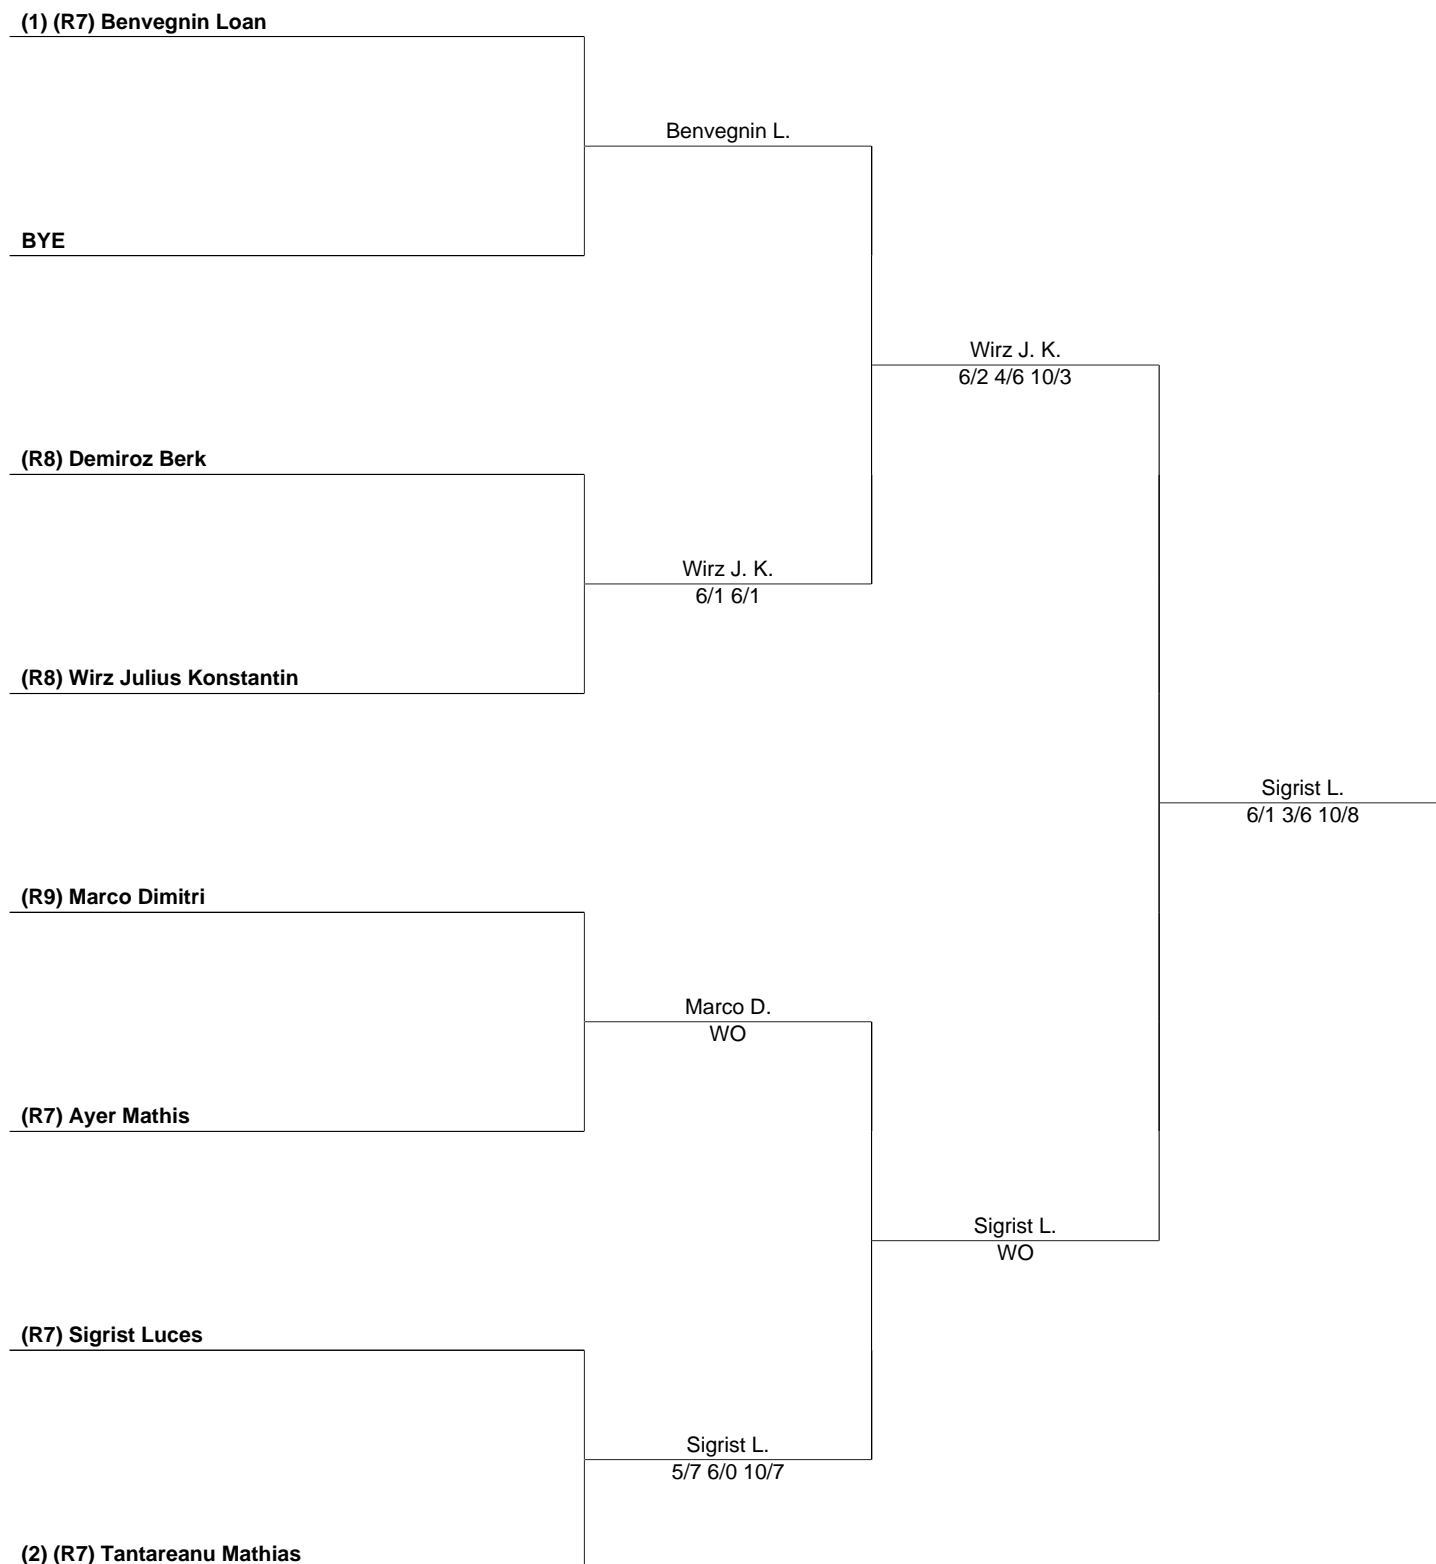 (1) (R7) Benvegnin Loan
Benvegnin L.
BYE
Wirz J. K.
6/2 4/6 10/3
(R8) Demiroz Berk
Wirz J. K.
6/1 6/1
(R8) Wirz Julius Konstantin
Sigrist L.
6/1 3/6 10/8
(R9) Marco Dimitri
Marco D.
WO
(R7) Ayer Mathis
Sigrist L.
WO
(R7) Sigrist Luces
Sigrist L.
5/7 6/0 10/7
(2) (R7) Tantareanu Mathias